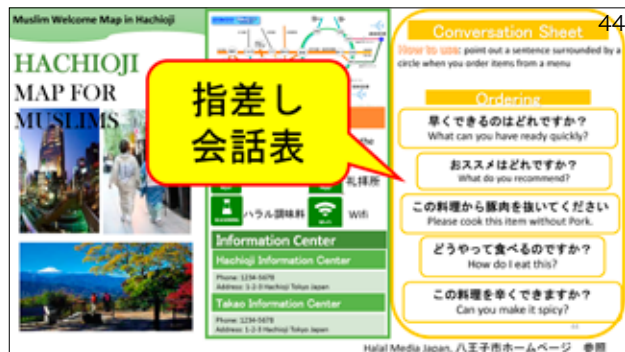 44
Muslim Welcome Map in Hachioji
HACHIOJI
MAP FOR
MUSLIMS
指差し
会話表
the
礼拝所
ハラル調味料
Wifi
Information Center
Hachioji Information Center
Phone: 1234-5678
Address: 1-2-3 Hachioji Tokyo Japan
Takao Information Center
Phone: 1234-5678
Address: 1-2-3 Hachioji Tokyo Japan
Conversation Sheet
How to use: point out a sentence surrounded by a
circle when you order items from a menu
Ordering
早くできるのはどれですか?
What can you have ready quickly?
おススメはどれですか?
What do you recommend?
この料理から豚肉を抜いてください
Please cook this item without Pork.
どうやって食べるのですか?
How do I eat this?
この料理を辛くできますか?
Can you make it spicy?
44
Halal Media Japan, 八王子市ホームページ 参照